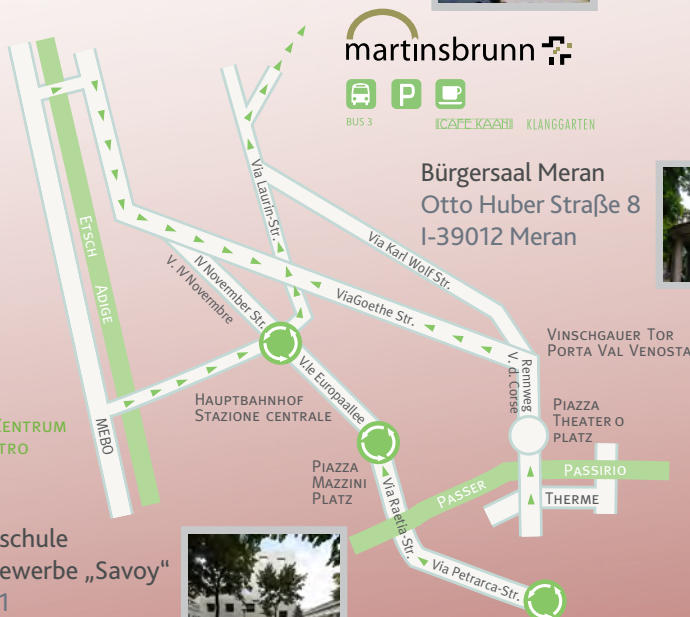 martinsbrunn
P
BUS 3
CAFE KAAN KLANGGARTEN
Bürgersaal Meran
Otto Huber Straße 8
I-39012 Meran
ETSCH
ADIGE
MEBO
Via Laurin-Str.
Via Karl Wolf Str.
ViaGoethe Str.
IV Novermber Str.
V. IV Novembre
V.le Europaallee
HAUPTBAHNHOF
STAZIONE CENTRALE
VINSCHGAUER TOR
PORTA VAL VENOSTA
Rennweg
V. d. Corse
PIAZZA
THEATER O
PLATZ
ZENTRUM
TRO
PIAZZA
MAZZINI
PLATZ
PASSER
PASSIRIO
THERME
Via Raetia-Str.
Via Petrarca-Str.
schule
ewerbe „Savoy“
1